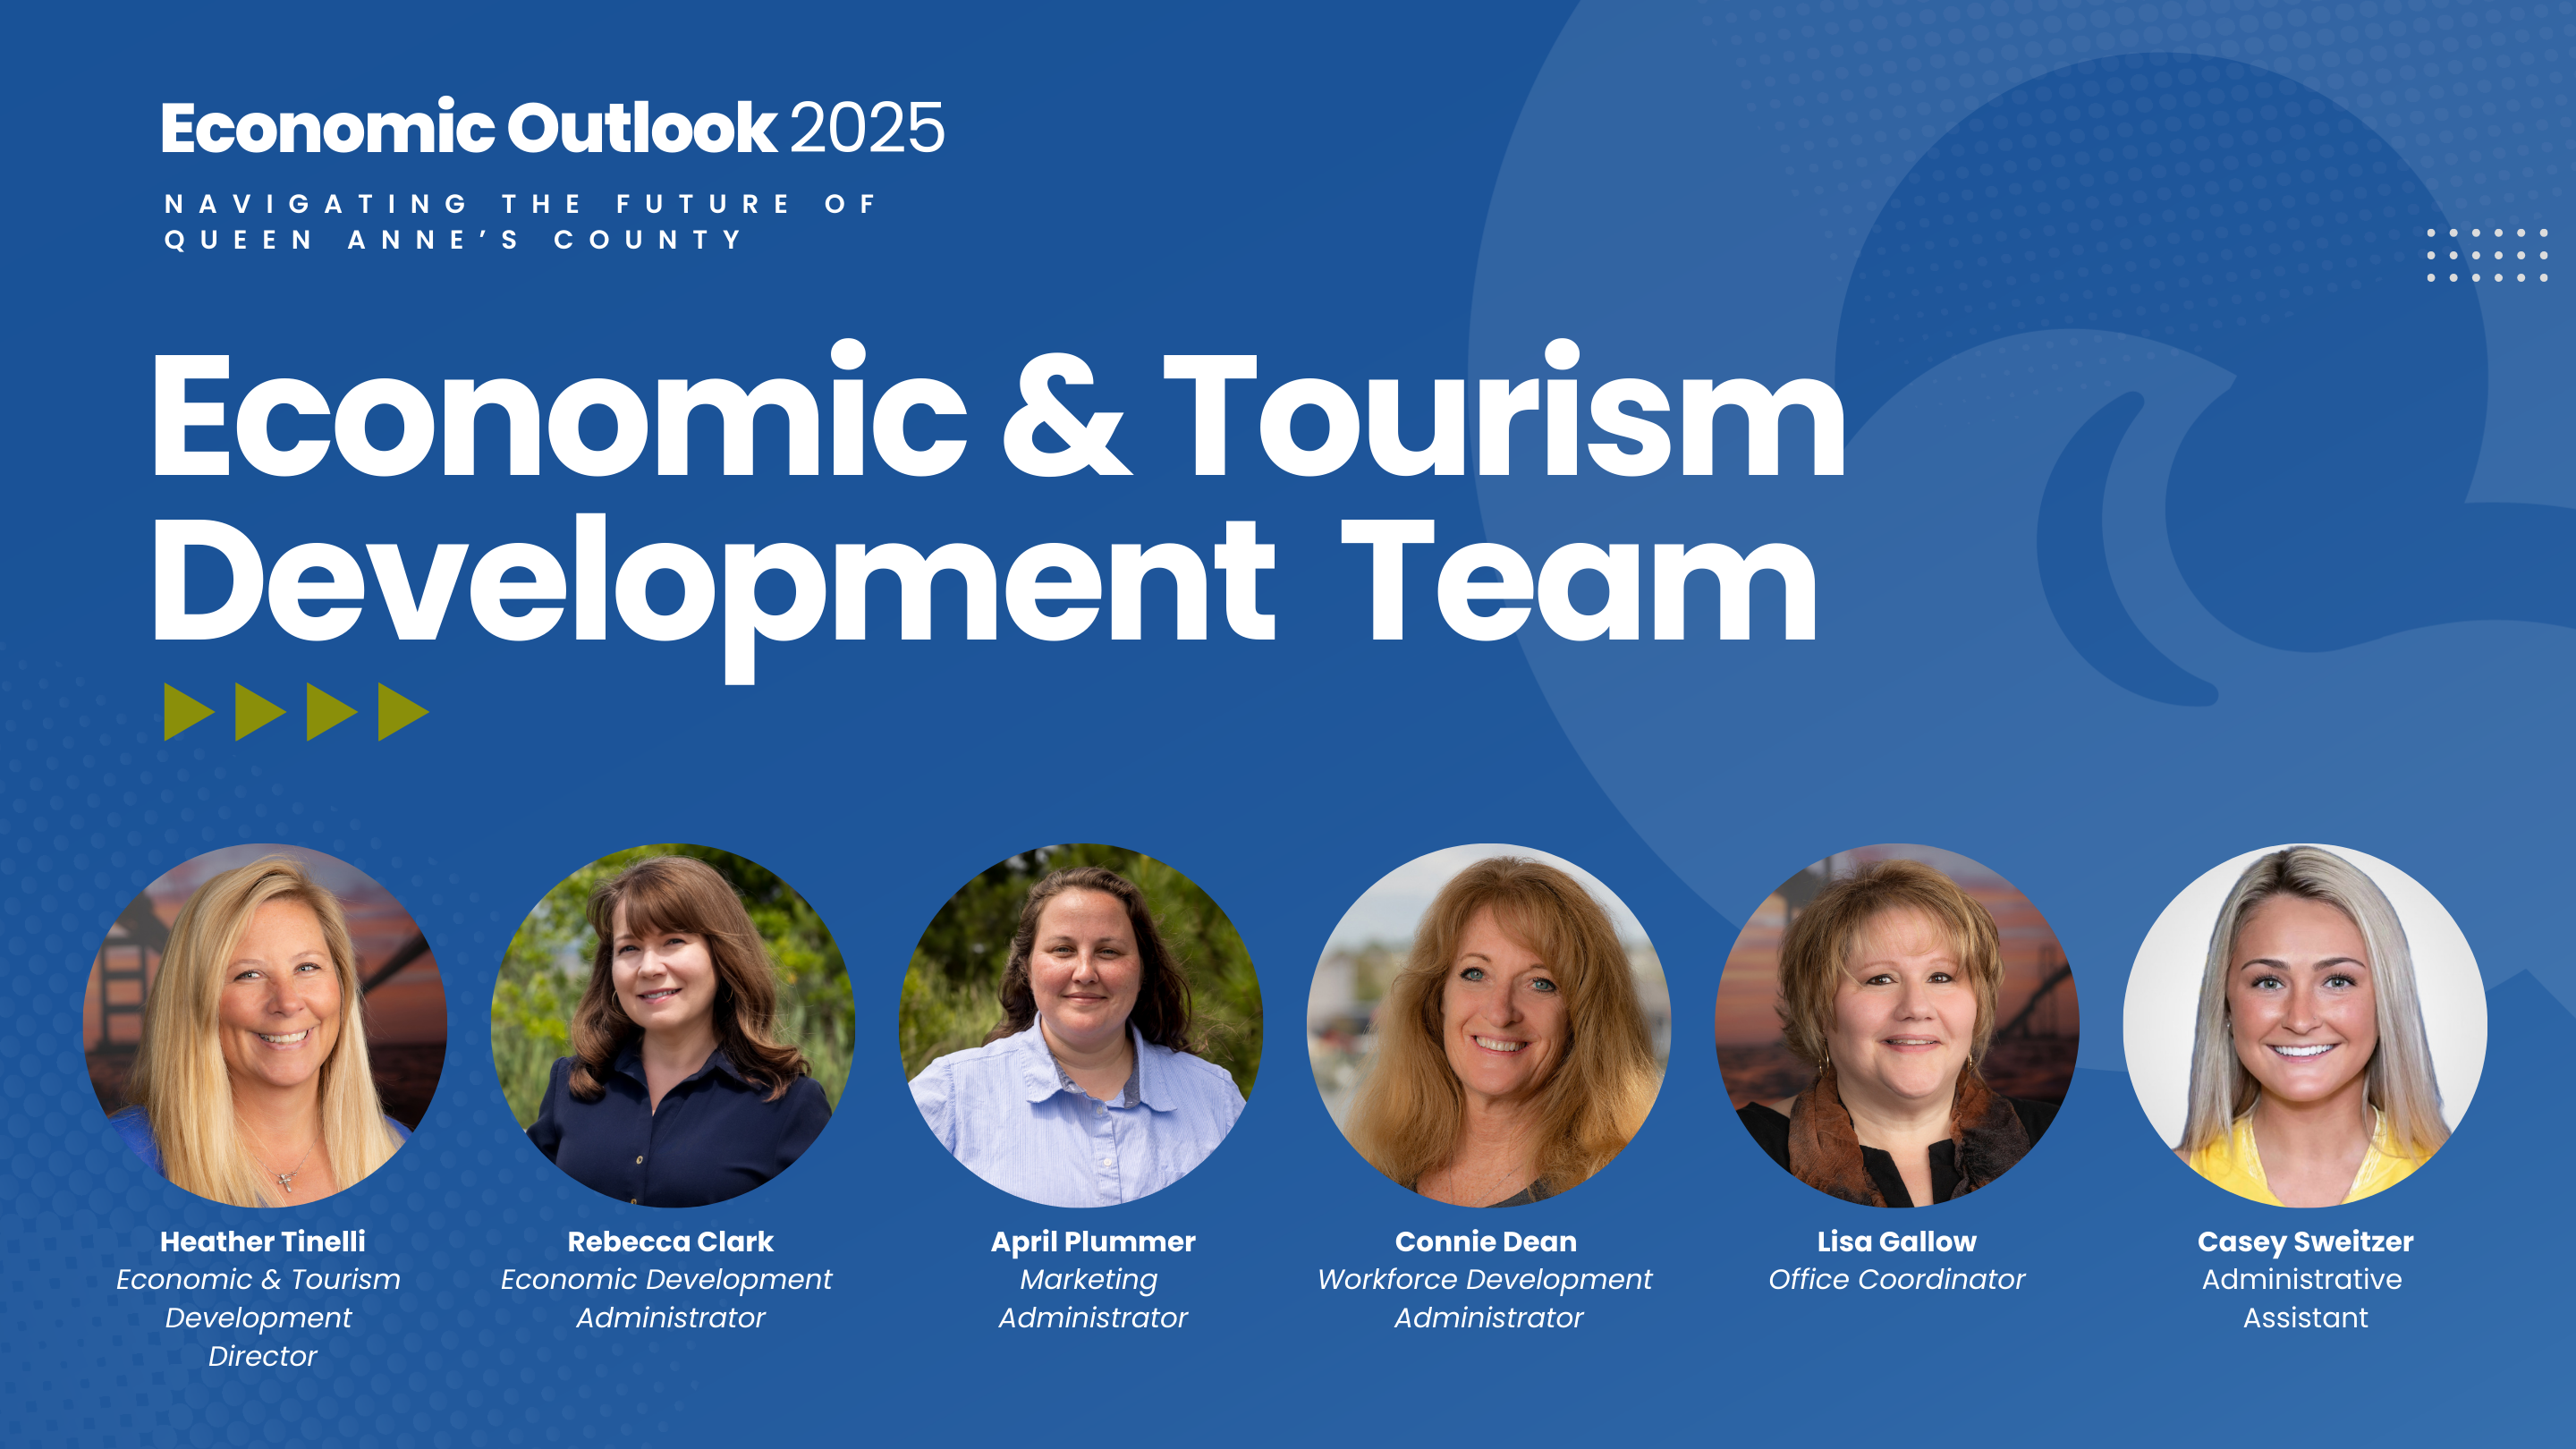 Economic Outlook 2025
NAVIGATING THE FUTURE OF
QUEEN ANNE’S COUNTY
Economic & Tourism
Development Team
Heather Tinelli
Economic & Tourism
Development
Director
Rebecca Clark
Economic Development
Administrator
April Plummer
Marketing
Administrator
Connie Dean
Workforce Development
Administrator
Lisa Gallow
Office Coordinator
Casey Sweitzer
Administrative
Assistant